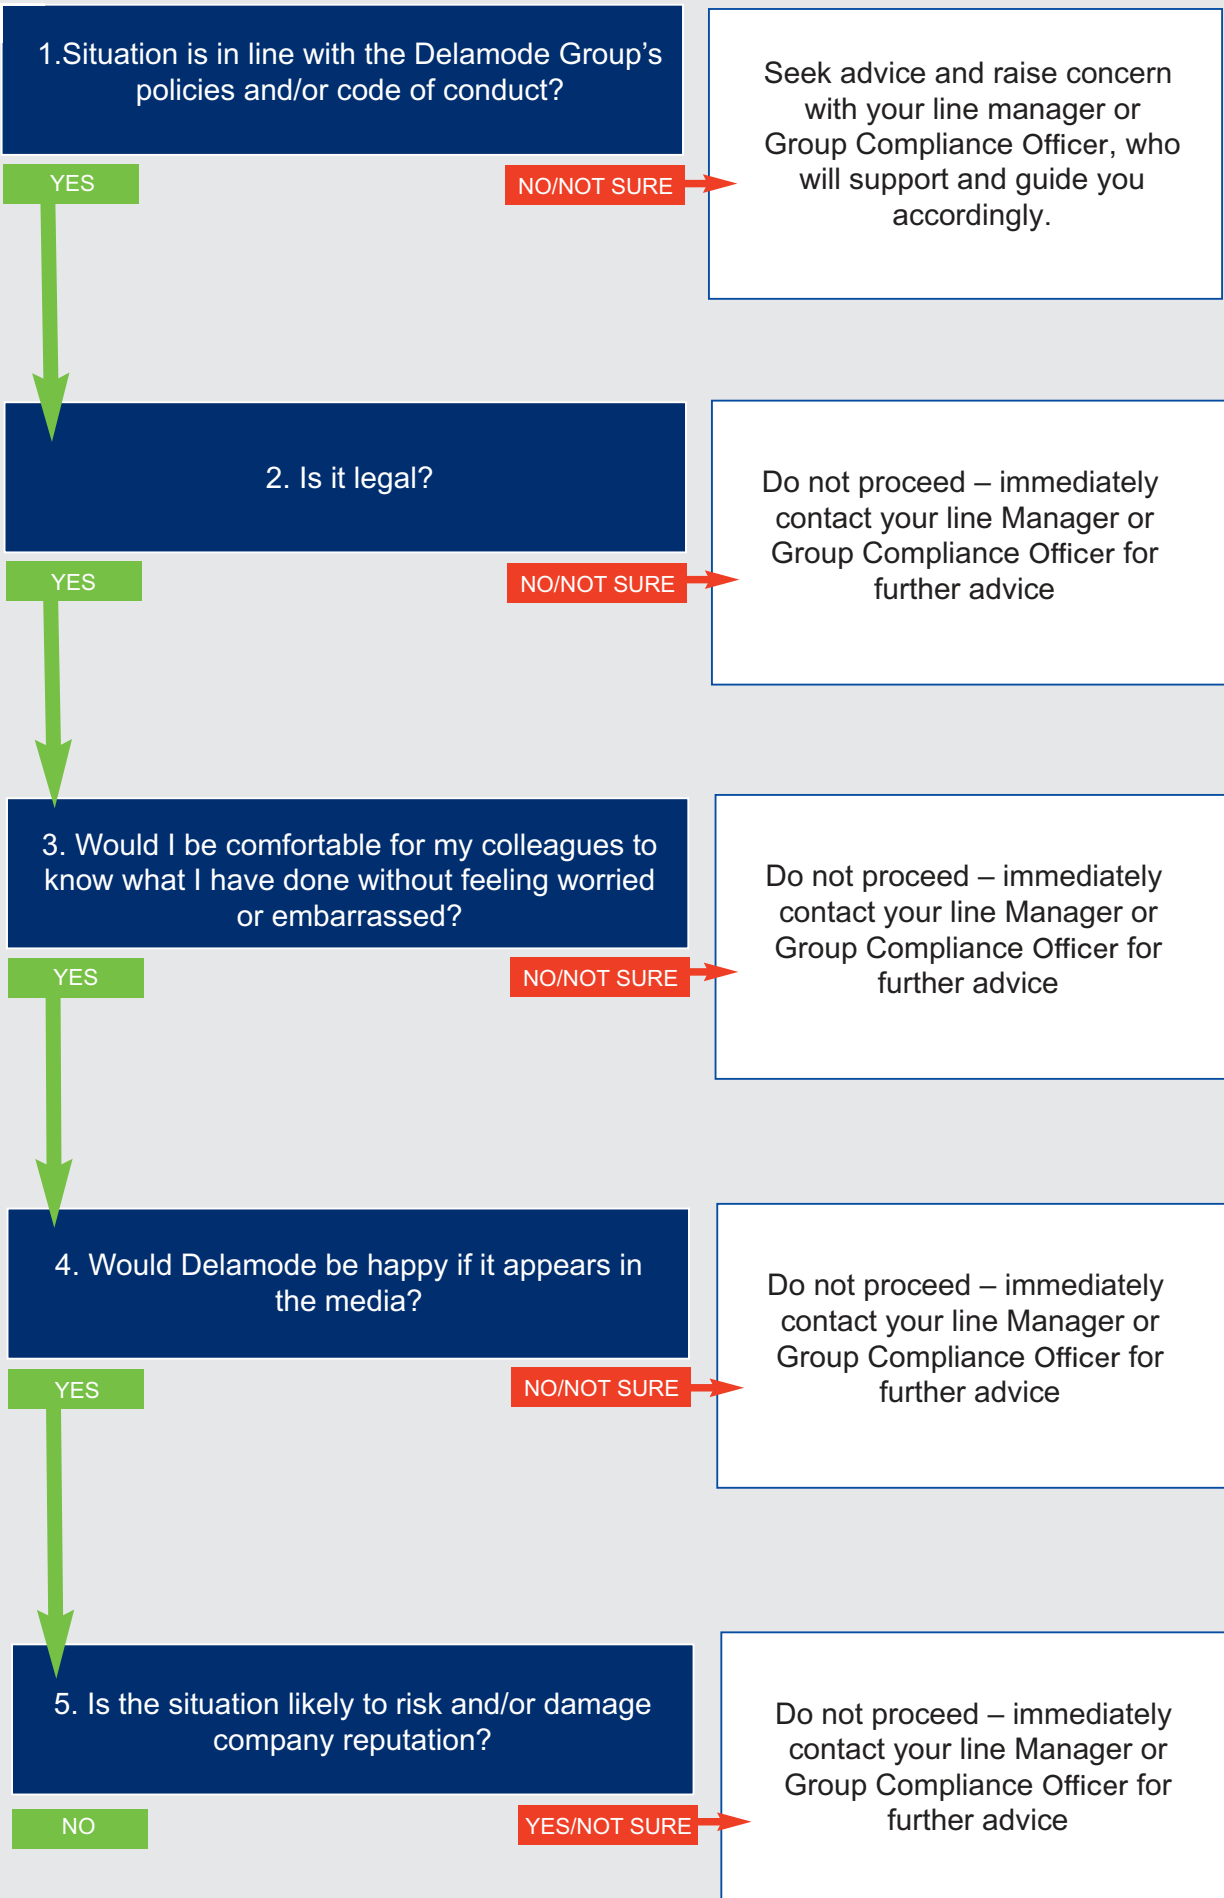 1.Situation is in line with the Delamode Group’s
policies and/or code of conduct?
YES
NO/NOT SURE
Seek advice and raise concern
with your line manager or
Group Compliance Officer, who
will support and guide you
accordingly.
2. Is it legal?
YES
NO/NOT SURE
Do not proceed – immediately
contact your line Manager or
Group Compliance Officer for
further advice
3. Would I be comfortable for my colleagues to
know what I have done without feeling worried
or embarrassed?
YES
NO/NOT SURE
Do not proceed – immediately
contact your line Manager or
Group Compliance Officer for
further advice
4. Would Delamode be happy if it appears in
the media?
YES
NO/NOT SURE
Do not proceed – immediately
contact your line Manager or
Group Compliance Officer for
further advice
5. Is the situation likely to risk and/or damage
company reputation?
NO
YES/NOT SURE
Do not proceed – immediately
contact your line Manager or
Group Compliance Officer for
further advice